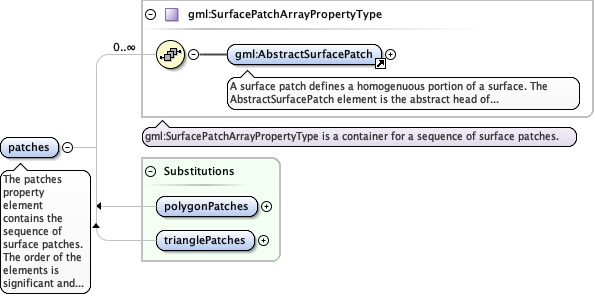 gml:SurfacePatchArrayPropertyType
0..∞
gml:AbstractSurfacePatch
A surface patch defines a homogenuous portion of a surface. The
AbstractSurfacePatch element is the abstract head of...
gml:SurfacePatchArrayPropertyType is a container for a sequence of surface patches.
patches
The patches
property
element
contains the
sequence of
surface patches.
The order of the
elements is
significant and...
Substitutions
polygonPatches
trianglePatches